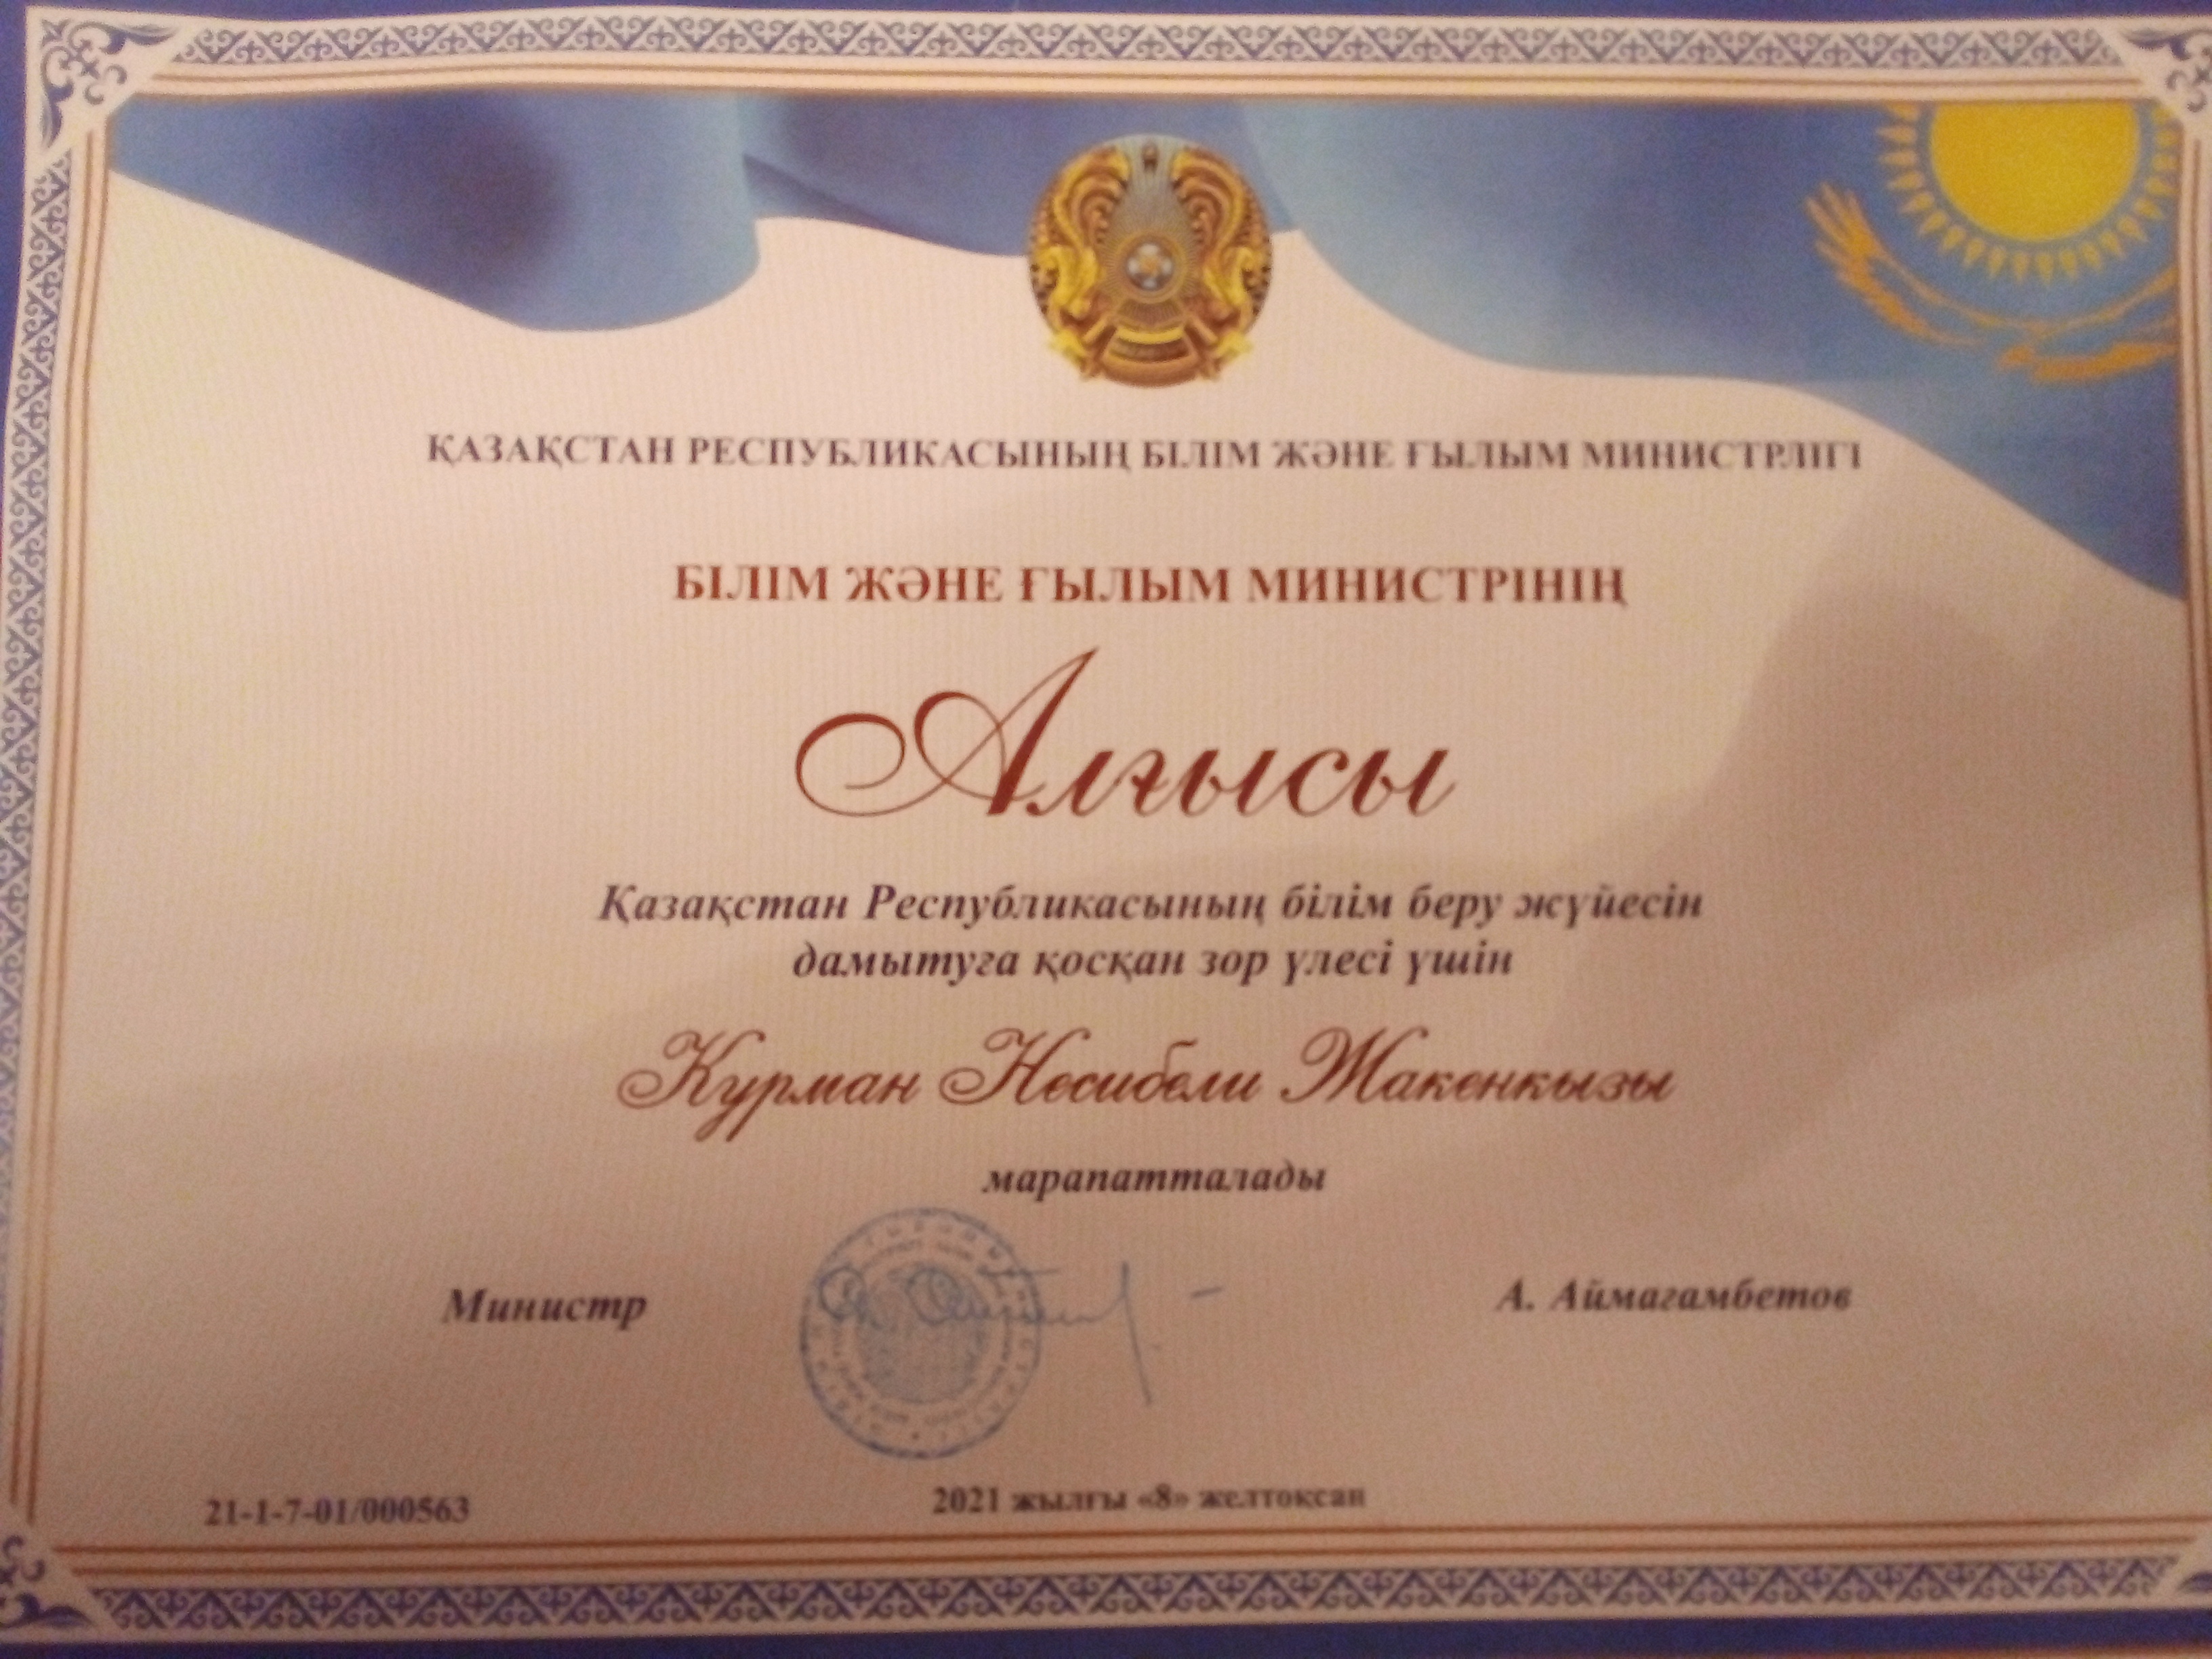 ҚАЗАҚСТАН РЕСПУБЛИКАСЫНЫҢ БІЛІМ ЖӘНЕ ҒЫЛЫМ МИНИСТРЛІГІ
БІЛІМ ЖӘНЕ ҒЫЛЫМ МИНИСТРІНІҢ
Алғысы
Қазақстан Республикасының білім беру жүйесін
дамытуға қосқан зор үлесі үшін
Курман Несибели Жакенкызы
марапатталады
Министр
А. Аймағамбетов
21-1-7-01/000563
2021 жылғы «8» желтоқсан